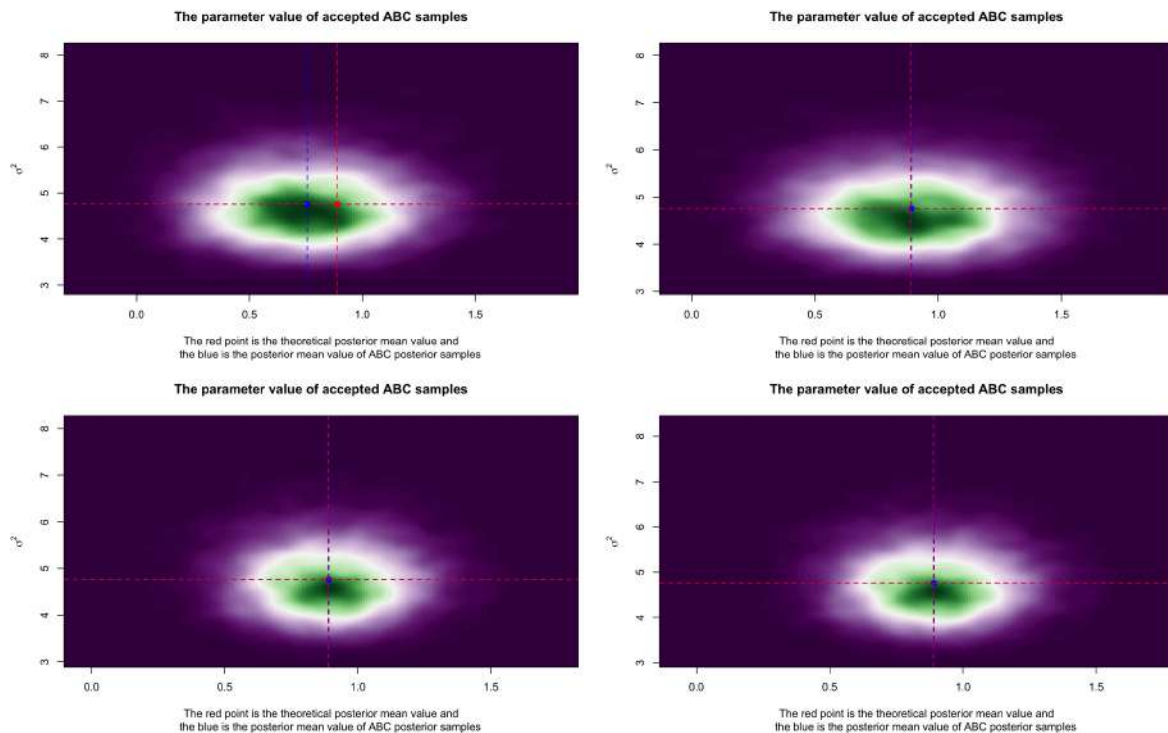 The parameter value of accepted ABC samples
8
7
6
5
4
3
σ²
0.0 0.5 1.0 1.5
The red point is the theoretical posterior mean value and
the blue is the posterior mean value of ABC posterior samples
The parameter value of accepted ABC samples
8
7
6
5
4
3
σ²
0.0 0.5 1.0 1.5
The red point is the theoretical posterior mean value and
the blue is the posterior mean value of ABC posterior samples
The parameter value of accepted ABC samples
8
7
6
5
4
3
σ²
0.0 0.5 1.0 1.5
The red point is the theoretical posterior mean value and
the blue is the posterior mean value of ABC posterior samples
The parameter value of accepted ABC samples
8
7
6
5
4
3
σ²
0.0 0.5 1.0 1.5
The red point is the theoretical posterior mean value and
the blue is the posterior mean value of ABC posterior samples